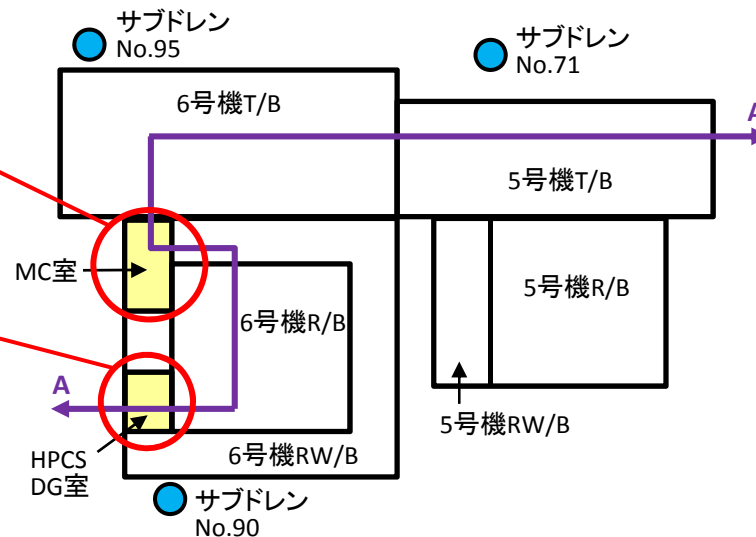 サブドレン
No.95
サブドレン
No.71
6号機T/B
A
5号機T/B
MC室
5号機R/B
6号機R/B
A
5号機RW/B
6号機RW/B
HPCS
DG室
サブドレン
No.90